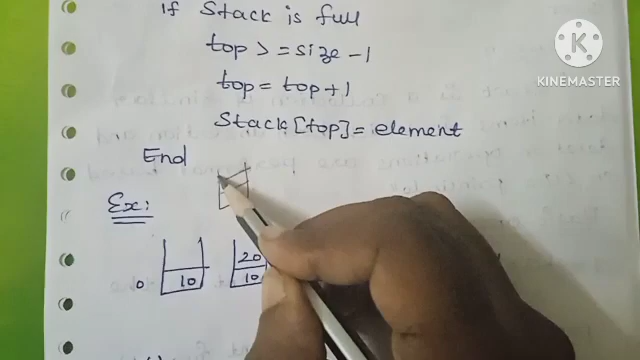 If Stack is full
top >= size -1
top = top+1
Stack [top] = element
End
Ex:
0 10
20
10
KINEMASTER